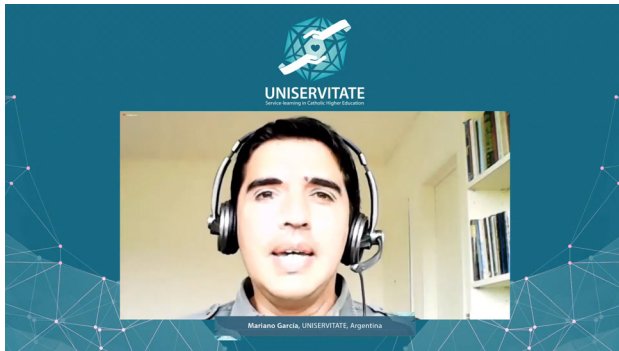 UNISERVITATE
Service-learning in Catholic Higher Education
Mariano García, UNISERVITATE, Argentina